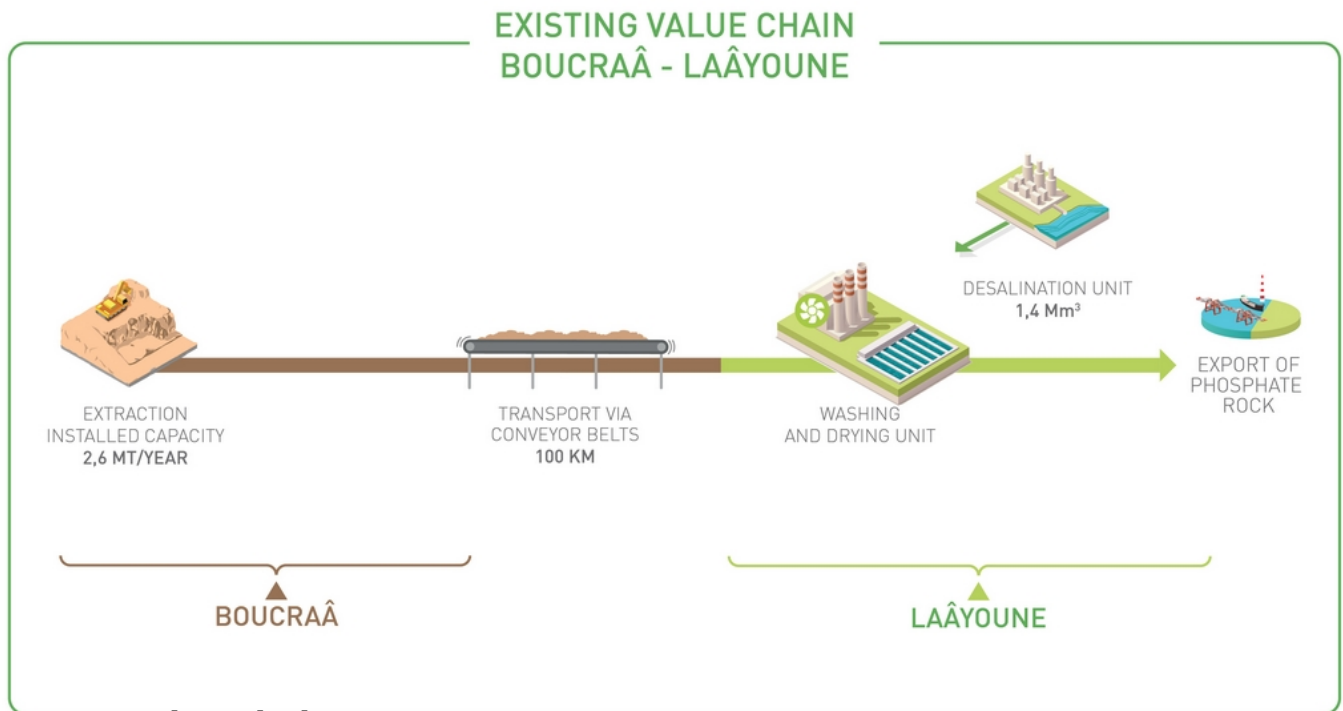 EXISTING VALUE CHAIN
BOUCRAÂ - LAÂYOUNE
DESALINATION UNIT
1,4 Mm³
EXPORT OF
PHOSPHATE
ROCK
EXTRACTION
INSTALLED CAPACITY
2,6 MT/YEAR
TRANSPORT VIA
CONVEYOR BELTS
100 KM
WASHING
AND DRYING UNIT
BOUCRAÂ
LAÂYOUNE